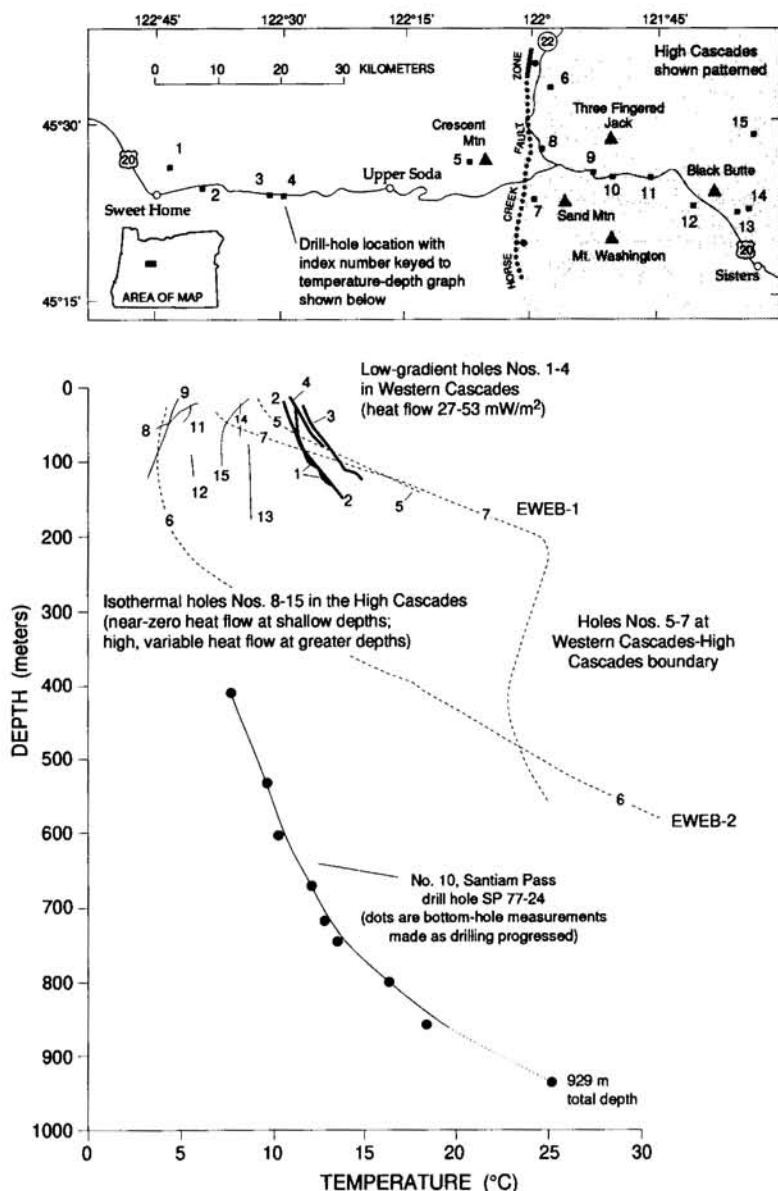 122°45' 122°30' 122°15' 122° 121°45'
0 10 20 30 KILOMETERS
ZONE
22
High Cascades
shown patterned
6
45°30'
Three Fingered
Jack
15
1
20
Crescent
Mtn
5
FAULT
8
9
Black Butte
Upper Soda
Sweet Home
2
3
4
CREEK
7
Sand Mtn
10
11
12
13
14
Drill-hole location with
index number keyed to
temperature-depth graph
shown below
Mt. Washington
20
AREA OF MAP
HORSE
Sisters
45°15'
Low-gradient holes Nos. 1-4
in Western Cascades
(heat flow 27-53 mW/m²)
0
9
2
4
8
11
14
5
3
7
100
15
1
12
2
5
13
7
EWEB-1
6
200
Isothermal holes Nos. 8-15 in the High Cascades
(near-zero heat flow at shallow depths;
high, variable heat flow at greater depths)
300
Holes Nos. 5-7 at
Western Cascades-High
Cascades boundary
400
DEPTH (meters)
500
6
EWEB-2
600
No. 10, Santiam Pass
drill hole SP 77-24
(dots are bottom-hole measurements
made as drilling progressed)
700
800
900
929 m
total depth
1000
0 5 10 15 20 25 30
TEMPERATURE (°C)